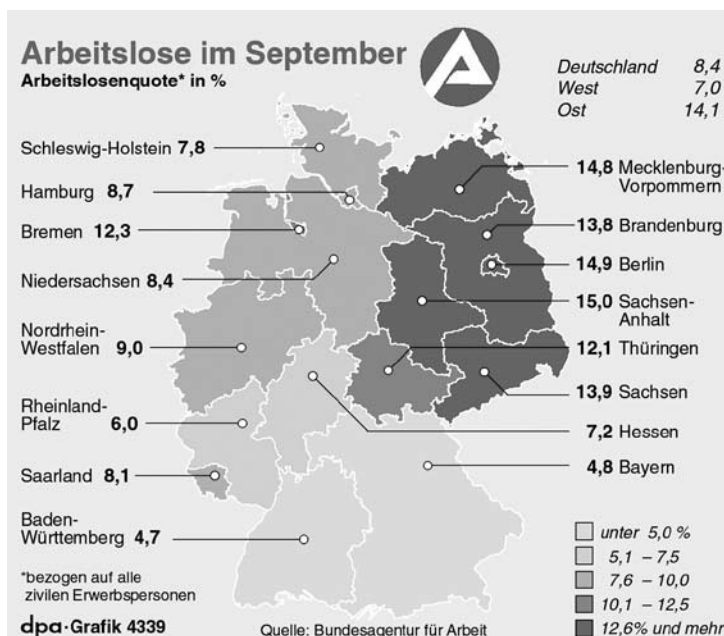 Arbeitslose im September
Arbeitslosenquote* in %
Deutschland 8,4
West 7,0
Ost 14,1
Schleswig-Holstein 7,8
Hamburg 8,7
Bremen 12,3
Niedersachsen 8,4
Nordrhein-
Westfalen 9,0
Rheinland-
Pfalz 6,0
Saarland 8,1
Baden-
Württemberg 4,7
14,8 Mecklenburg-
Vorpommern
13,8 Brandenburg
14,9 Berlin
15,0 Sachsen-
Anhalt
12,1 Thüringen
13,9 Sachsen
7,2 Hessen
4,8 Bayern
unter 5,0 %
5,1 – 7,5
7,6 – 10,0
10,1 – 12,5
12,6% und mehr
*bezogen auf alle
zivilen Erwerbspersonen
dpa·Grafik 4339
Quelle: Bundesagentur für Arbeit